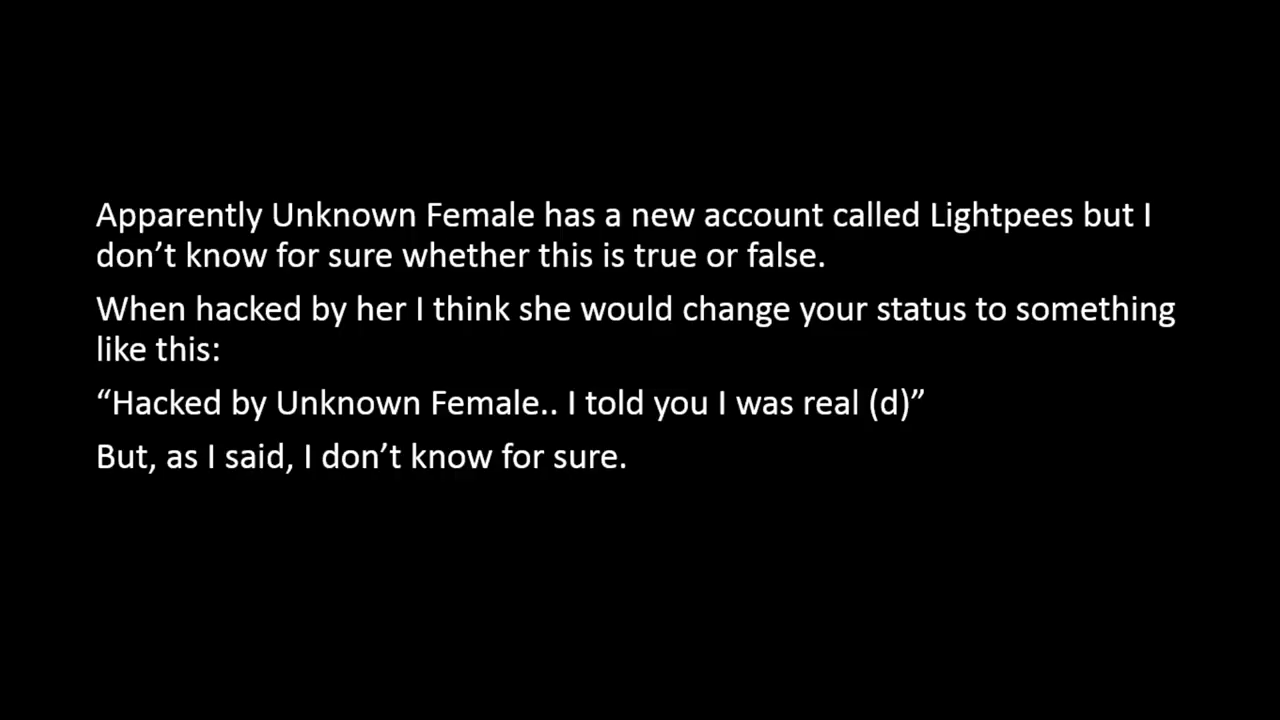 Apparently Unknown Female has a new account called Lightpees but I
don’t know for sure whether this is true or false.
When hacked by her I think she would change your status to something
like this:
“Hacked by Unknown Female.. I told you I was real (d)”
But, as I said, I don’t know for sure.